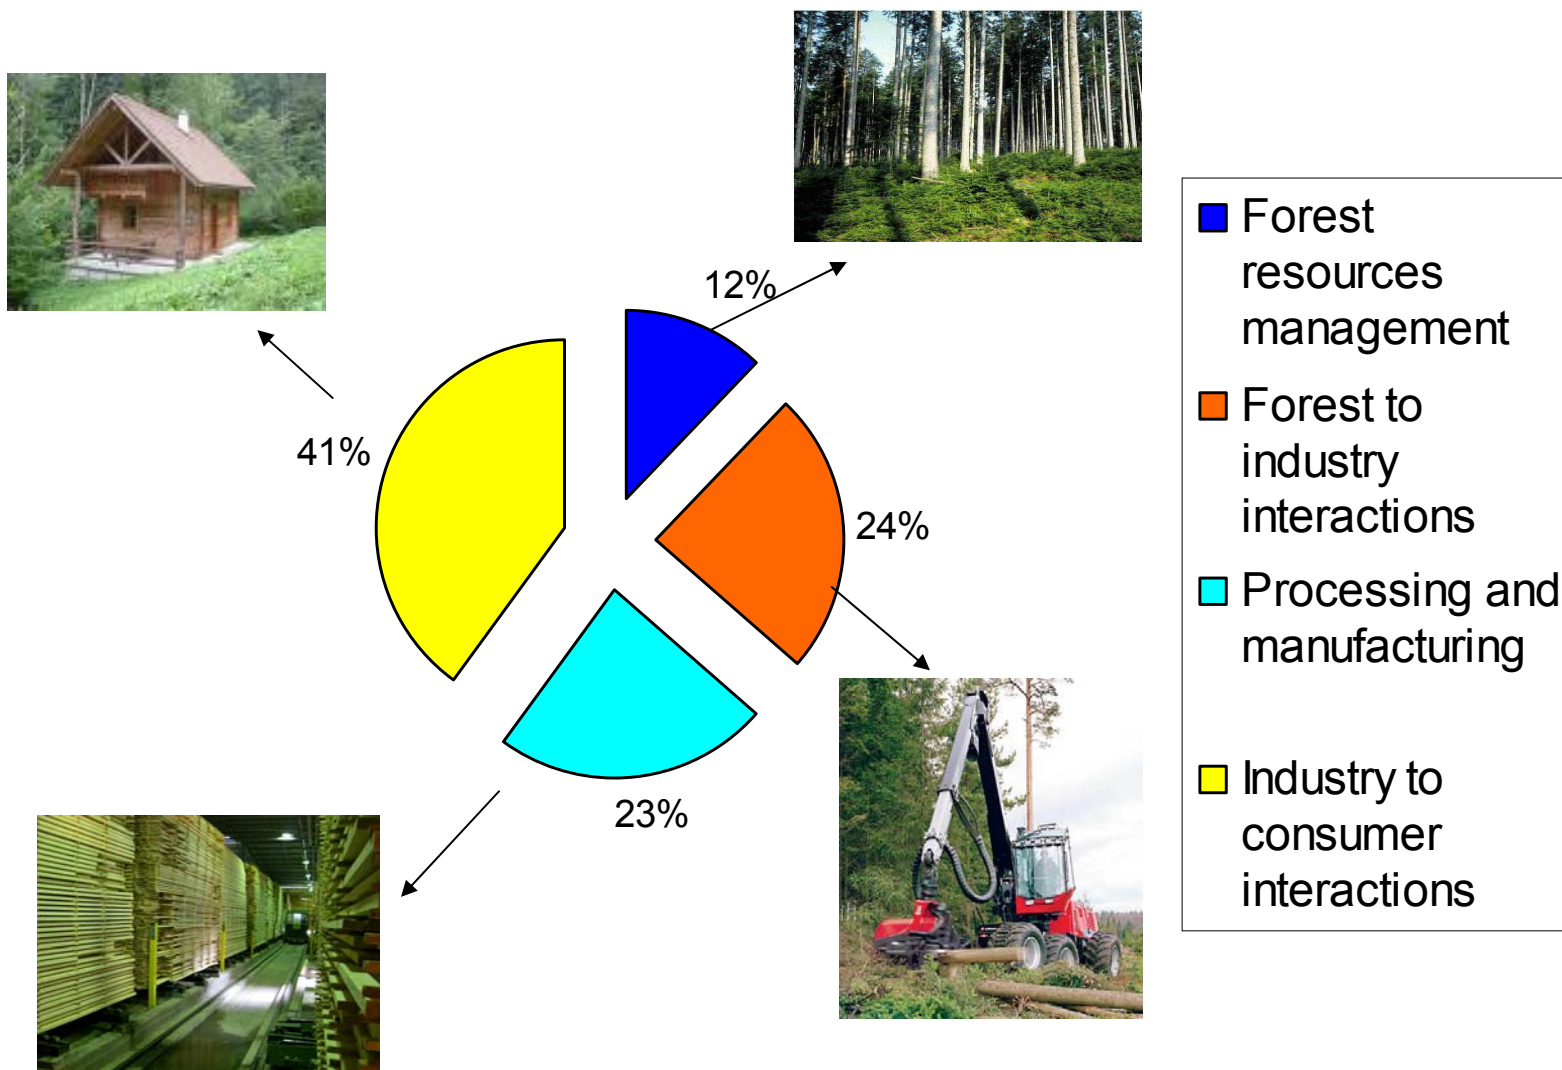 12%
41%
24%
23%
Forest
resources
management
Forest to
industry
interactions
Processing and
manufacturing
Industry to
consumer
interactions